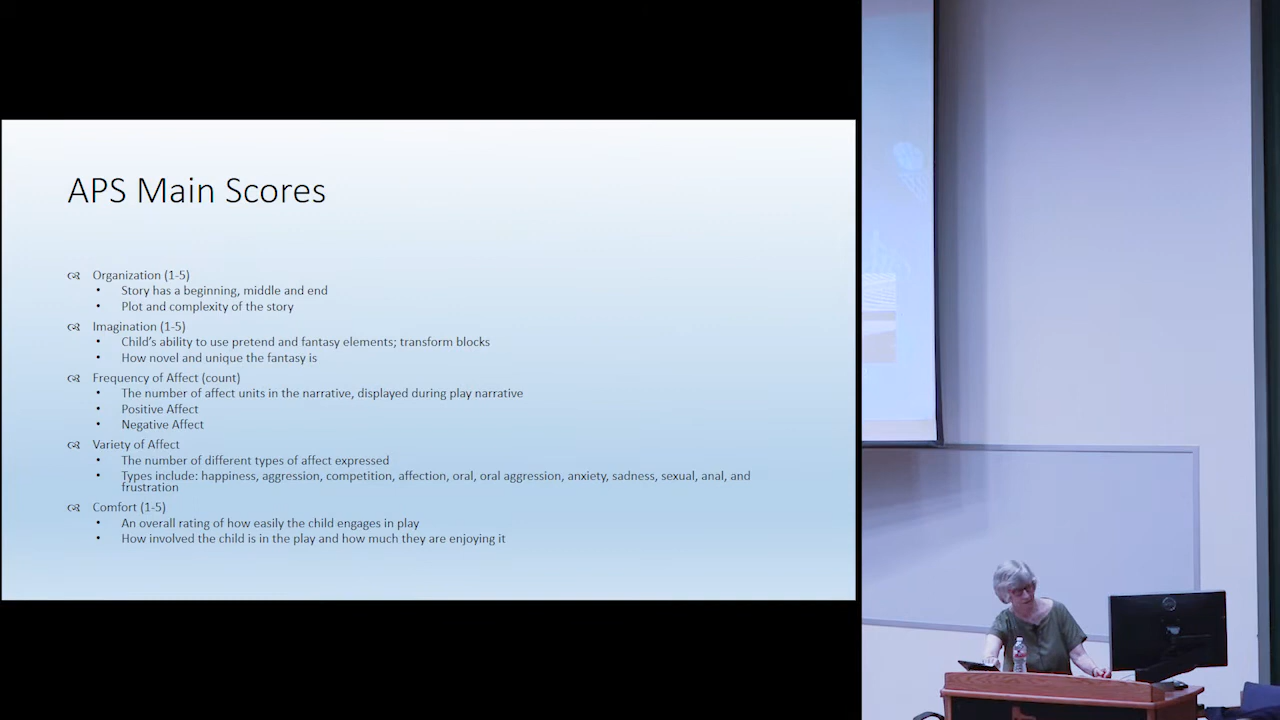 APS Main Scores
Organization (1-5)
• Story has a beginning, middle and end
• Plot and complexity of the story
Imagination (1-5)
• Child's ability to use pretend and fantasy elements; transform blocks
• How novel and unique the fantasy is
Frequency of Affect (count)
• The number of affect units in the narrative, displayed during play narrative
• Positive Affect
• Negative Affect
Variety of Affect
• The number of different types of affect expressed
• Types include: happiness, aggression, competition, affection, oral, oral aggression, anxiety, sadness, sexual, anal, and
frustration
Comfort (1-5)
• An overall rating of how easily the child engages in play
• How involved the child is in the play and how much they are enjoying it